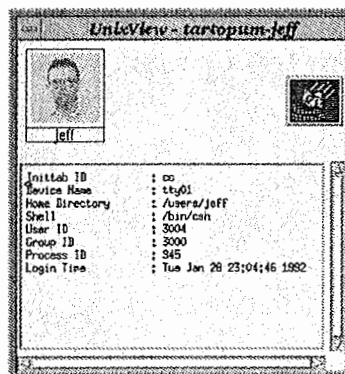 UnixView - tartopum-jeff
jeff
Inittab ID : co
Device Name : tty01
Home Directory : /users/jeff
Shell : /bin/csh
User ID : 3004
Group ID : 3000
Process ID : 345
Login Time : Tue Jan 28 23:04:46 1992